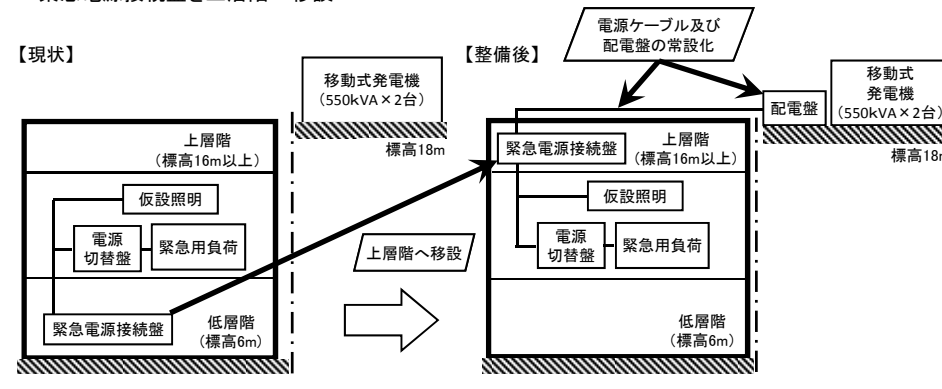 【現状】
移動式発電機
（550kVA×2台）
標高18m
上層階
（標高16m以上）
仮設照明
電源
切替盤
緊急用負荷
緊急電源接続盤
低層階
（標高6m）
上層階へ移設
【整備後】
電源ケーブル及び
配電盤の常設化
配電盤
移動式
発電機
（550kVA×2台）
標高18m
緊急電源接続盤
上層階
（標高16m以上）
仮設照明
電源
切替盤
緊急用負荷
低層階
（標高6m）